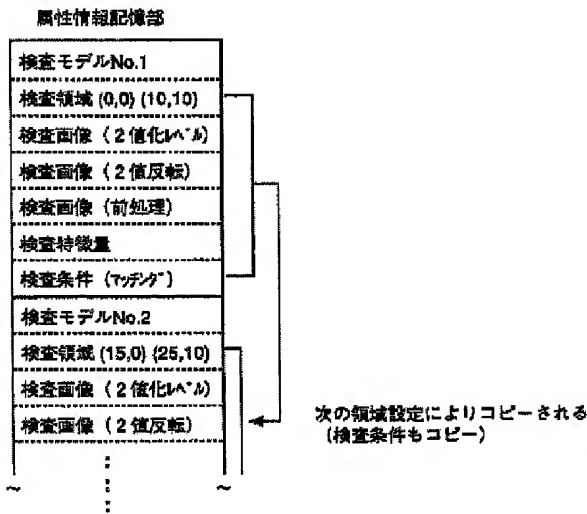 属性情報記憶部
検査モデルNo.1
検査領域 (0,0) (10,10)
検査画像 (2値化ﾚﾍﾞﾙ)
検査画像 (2値反転)
検査画像 (前処理)
検査特徴量
検査条件 (ﾏｯﾁﾝｸﾞ)
検査モデルNo.2
検査領域 (15,0) (25,10)
検査画像 (2値化ﾚﾍﾞﾙ)
検査画像 (2値反転)
次の領域設定によりコピーされる
(検査条件もコピー)